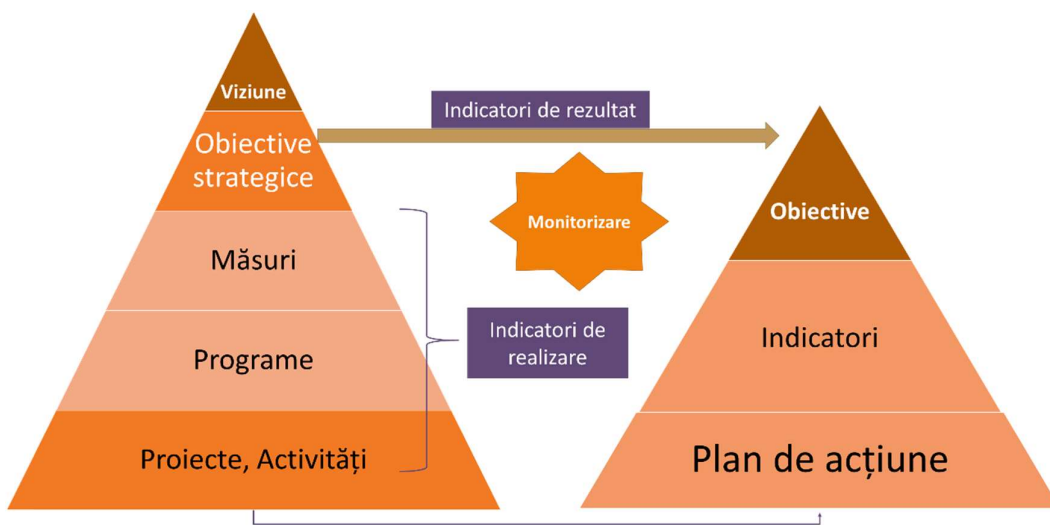 Viziune
Obiective
strategice
Măsuri
Programe
Proiecte, Activități
Indicatori de rezultat
Monitorizare
Indicatori de
realizare
Obiective
Indicatori
Plan de acțiune